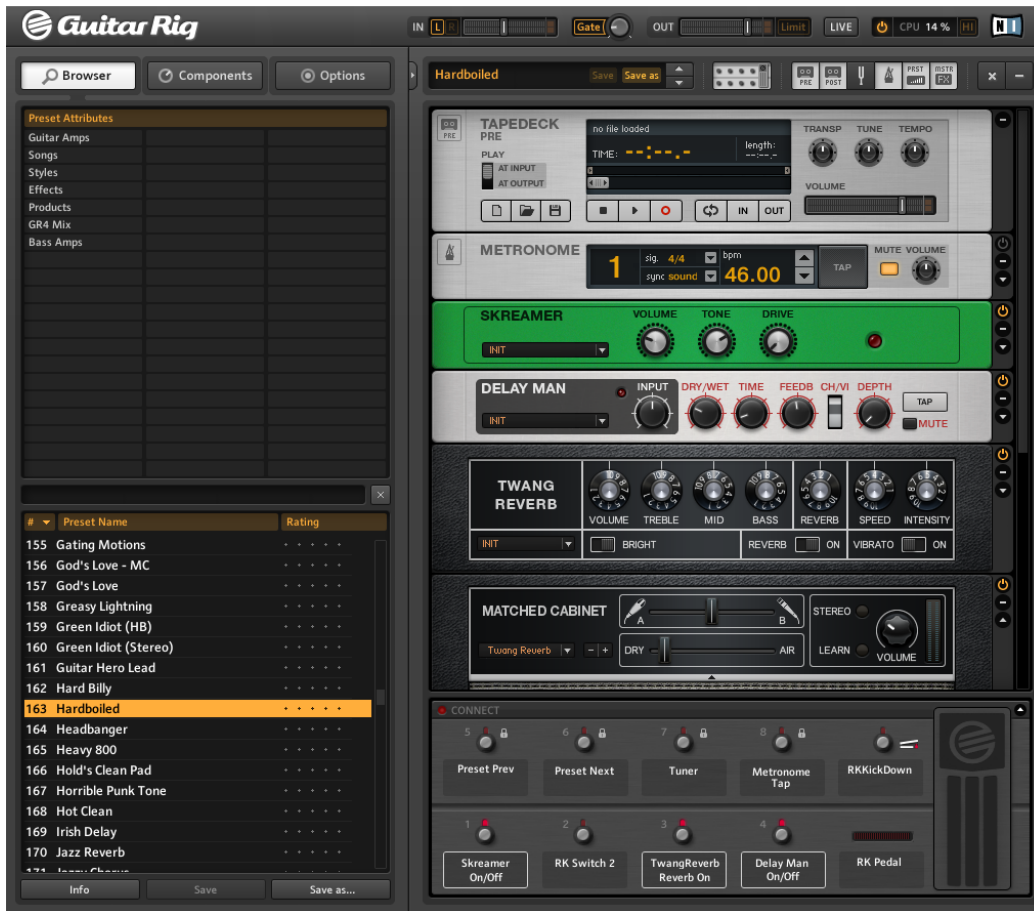 Guitar Rig
IN L R
Gate
OUT
Limit
LIVE
CPU 14 % HI
N I
Browser
Components
Options
Preset Attributes
Guitar Amps
Songs
Styles
Effects
Products
GR4 Mix
Bass Amps
# Preset Name Rating
155 Gating Motions
156 God's Love - MC
157 God's Love
158 Greasy Lightning
159 Green Idiot (HB)
160 Green Idiot (Stereo)
161 Guitar Hero Lead
162 Hard Billy
163 Hardboiled
164 Headbanger
165 Heavy 800
166 Hold's Clean Pad
167 Horrible Punk Tone
168 Hot Clean
169 Irish Delay
170 Jazz Reverb
171 Jazzy Chorus
Info
Save
Save as...
Hardboiled
Save
Save as
PRE
POST
PRST
MSTR
FX
PRE
TAPEDECK
PRE
PLAY
AT INPUT
AT OUTPUT
no file loaded
TIME: --:--.-
length:
--:--.-
IN
OUT
TRANSP TUNE TEMPO
VOLUME
METRONOME
1
sig. 4/4
sync sound
bpm
46.00
TAP
MUTE VOLUME
SKREAMER
INIT
VOLUME TONE DRIVE
DELAY MAN
INIT
INPUT DRY/WET TIME FEEDB CH/VI DEPTH
TAP
MUTE
TWANG
REVERB
VOLUME TREBLE MID BASS REVERB SPEED INTENSITY
INIT
BRIGHT
REVERB ON
VIBRATO ON
MATCHED CABINET
A B
Twang Reverb - +
DRY AIR
STEREO
LEARN
VOLUME
CONNECT
5 6 7 8
Preset Prev
Preset Next
Tuner
Metronome
Tap
RKKickDown
1 2 3 4
Skreamer
On/Off
RK Switch 2
TwangReverb
Reverb On
Delay Man
On/Off
RK Pedal